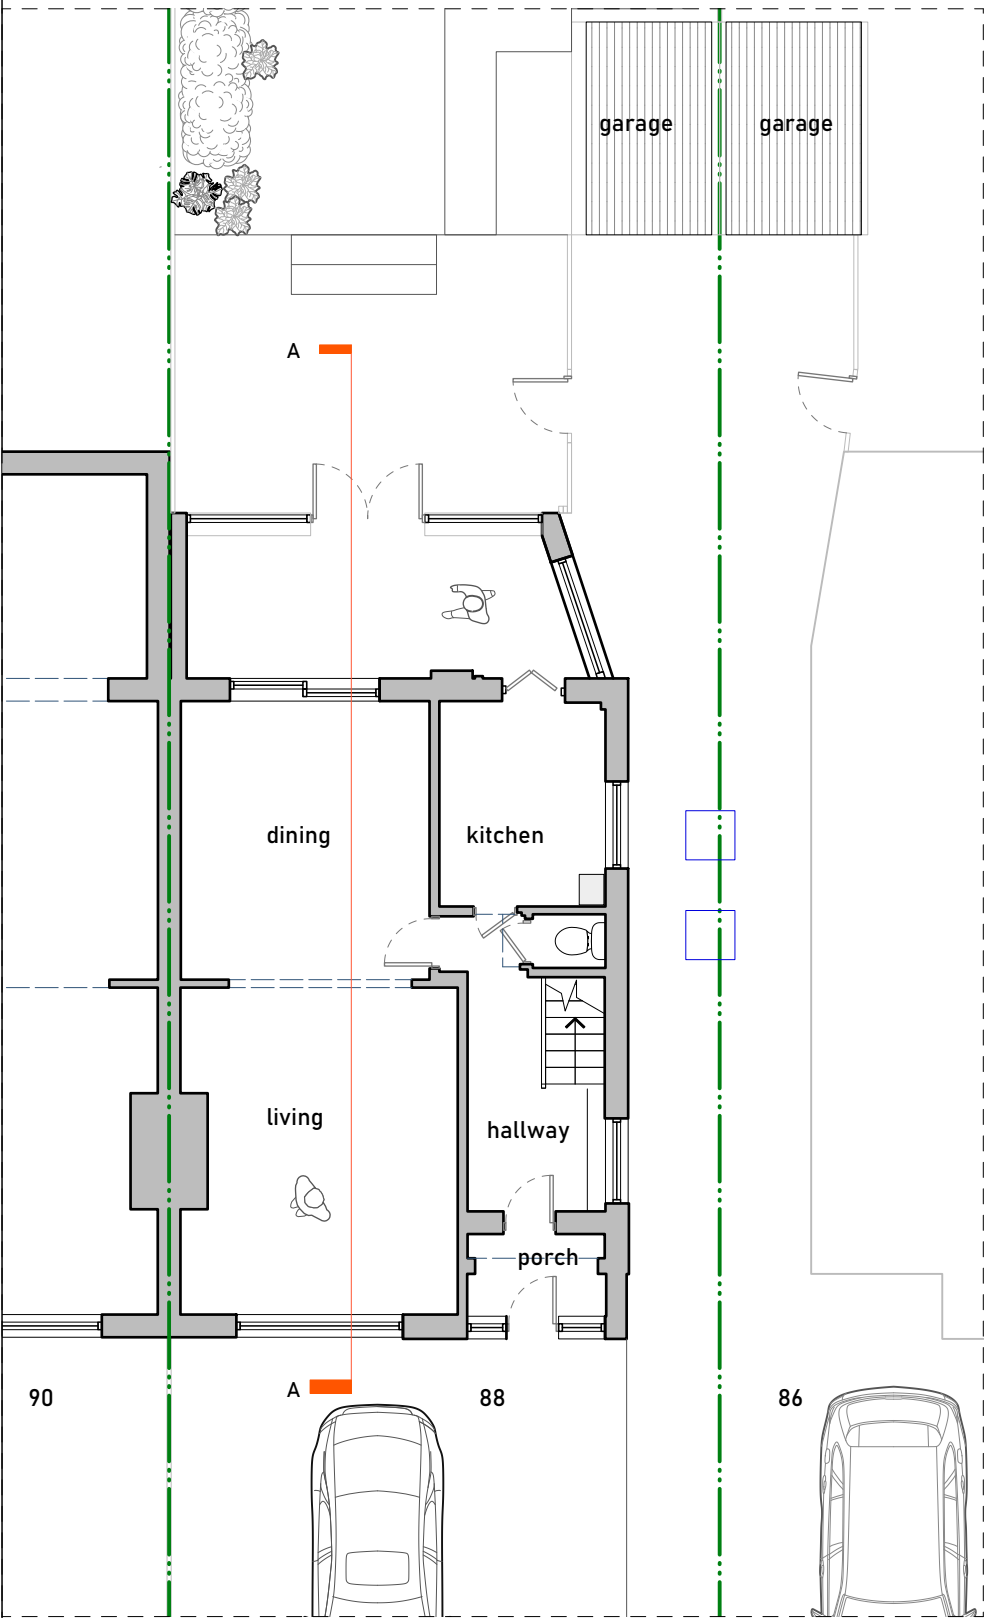 garage garage
A
dining kitchen
living
hallway
porch
A
90 88 86